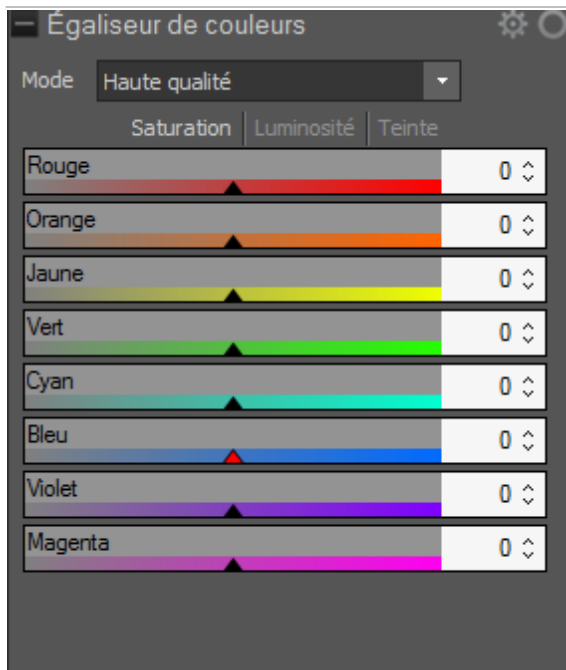 Égaliseur de couleurs
Mode Haute qualité
Saturation Luminosité Teinte
Rouge 0
Orange 0
Jaune 0
Vert 0
Cyan 0
Bleu 0
Violet 0
Magenta 0